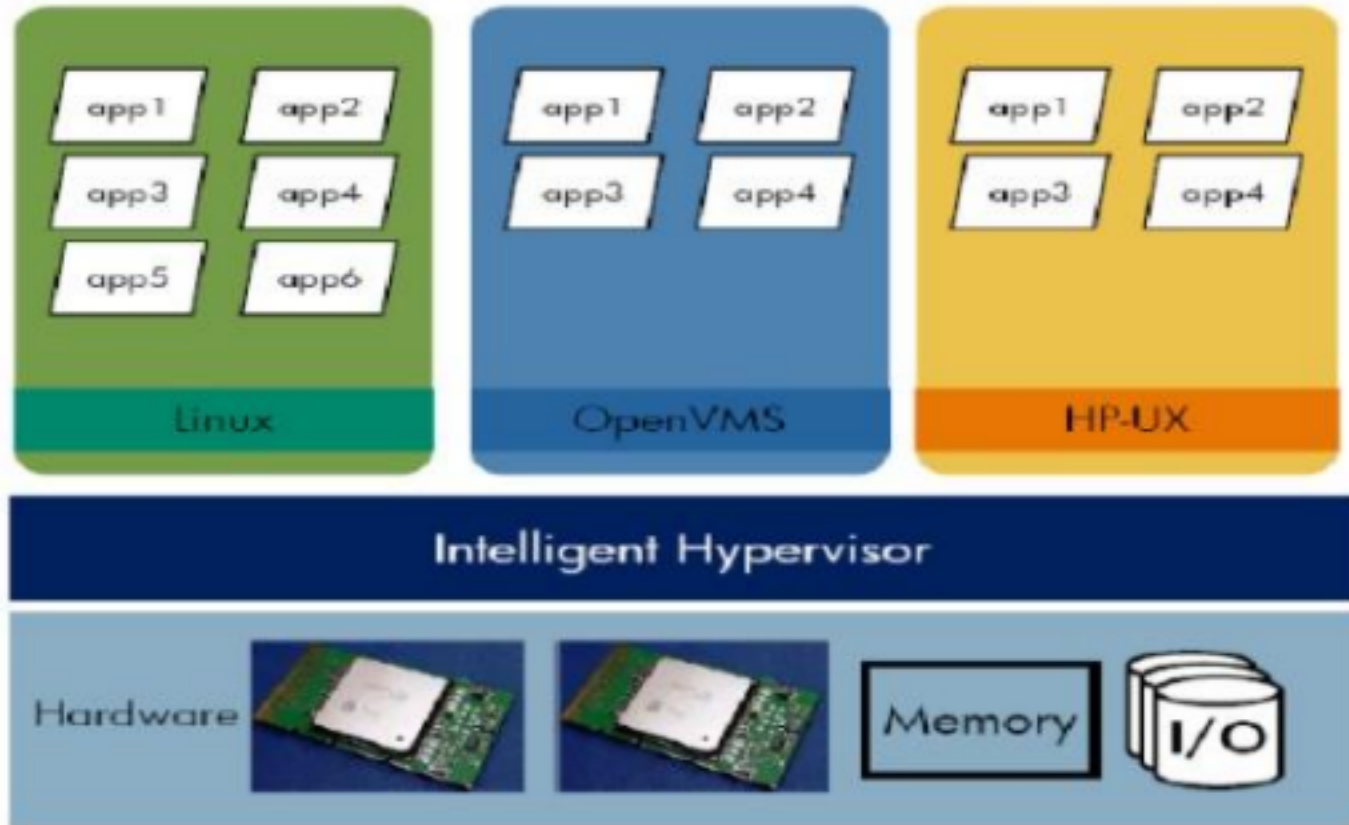 app1 app2
app3 app4
app5 app6
Linux
app1 app2
app3 app4
OpenVMS
app1 app2
app3 app4
HP-UX
Intelligent Hypervisor
Hardware
Memory
I/O